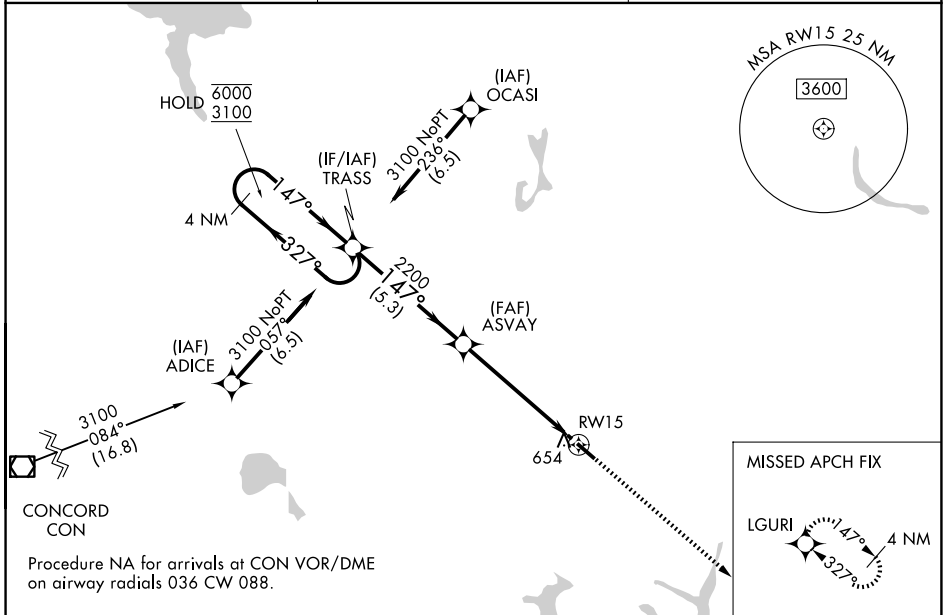 MSA RW15 25 NM
3600
HOLD
6000
3100
(IAF)
OCASI
3100 NoPT
236°
(6.5)
(IF/IAF)
TRASS
147°
4 NM
327°
2200
147°
(5.3)
(FAF)
ASVAY
3100 NoPT
057°
(6.5)
(IAF)
ADICE
3100
084°
(16.8)
RW15
654
CONCORD
CON
Procedure NA for arrivals at CON VOR/DME
on airway radials 036 CW 088.
MISSED APCH FIX
LGURI
147°
4 NM
327°